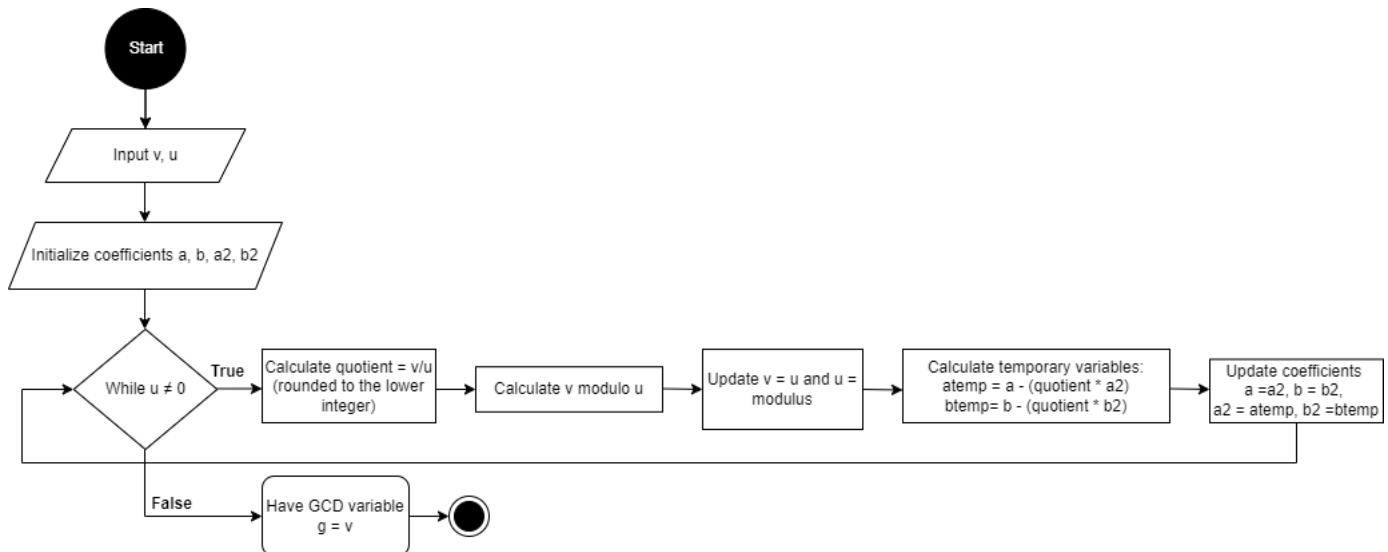 Start
Input v, u
Initialize coefficients a, b, a2, b2
While u ≠ 0
True
Calculate quotient = v/u
(rounded to the lower
integer)
Calculate v modulo u
Update v = u and u =
modulus
Calculate temporary variables:
atemp = a - (quotient * a2)
btemp= b - (quotient * b2)
Update coefficients
a =a2, b = b2,
a2 = atemp, b2 =btemp
False
Have GCD variable
g = v